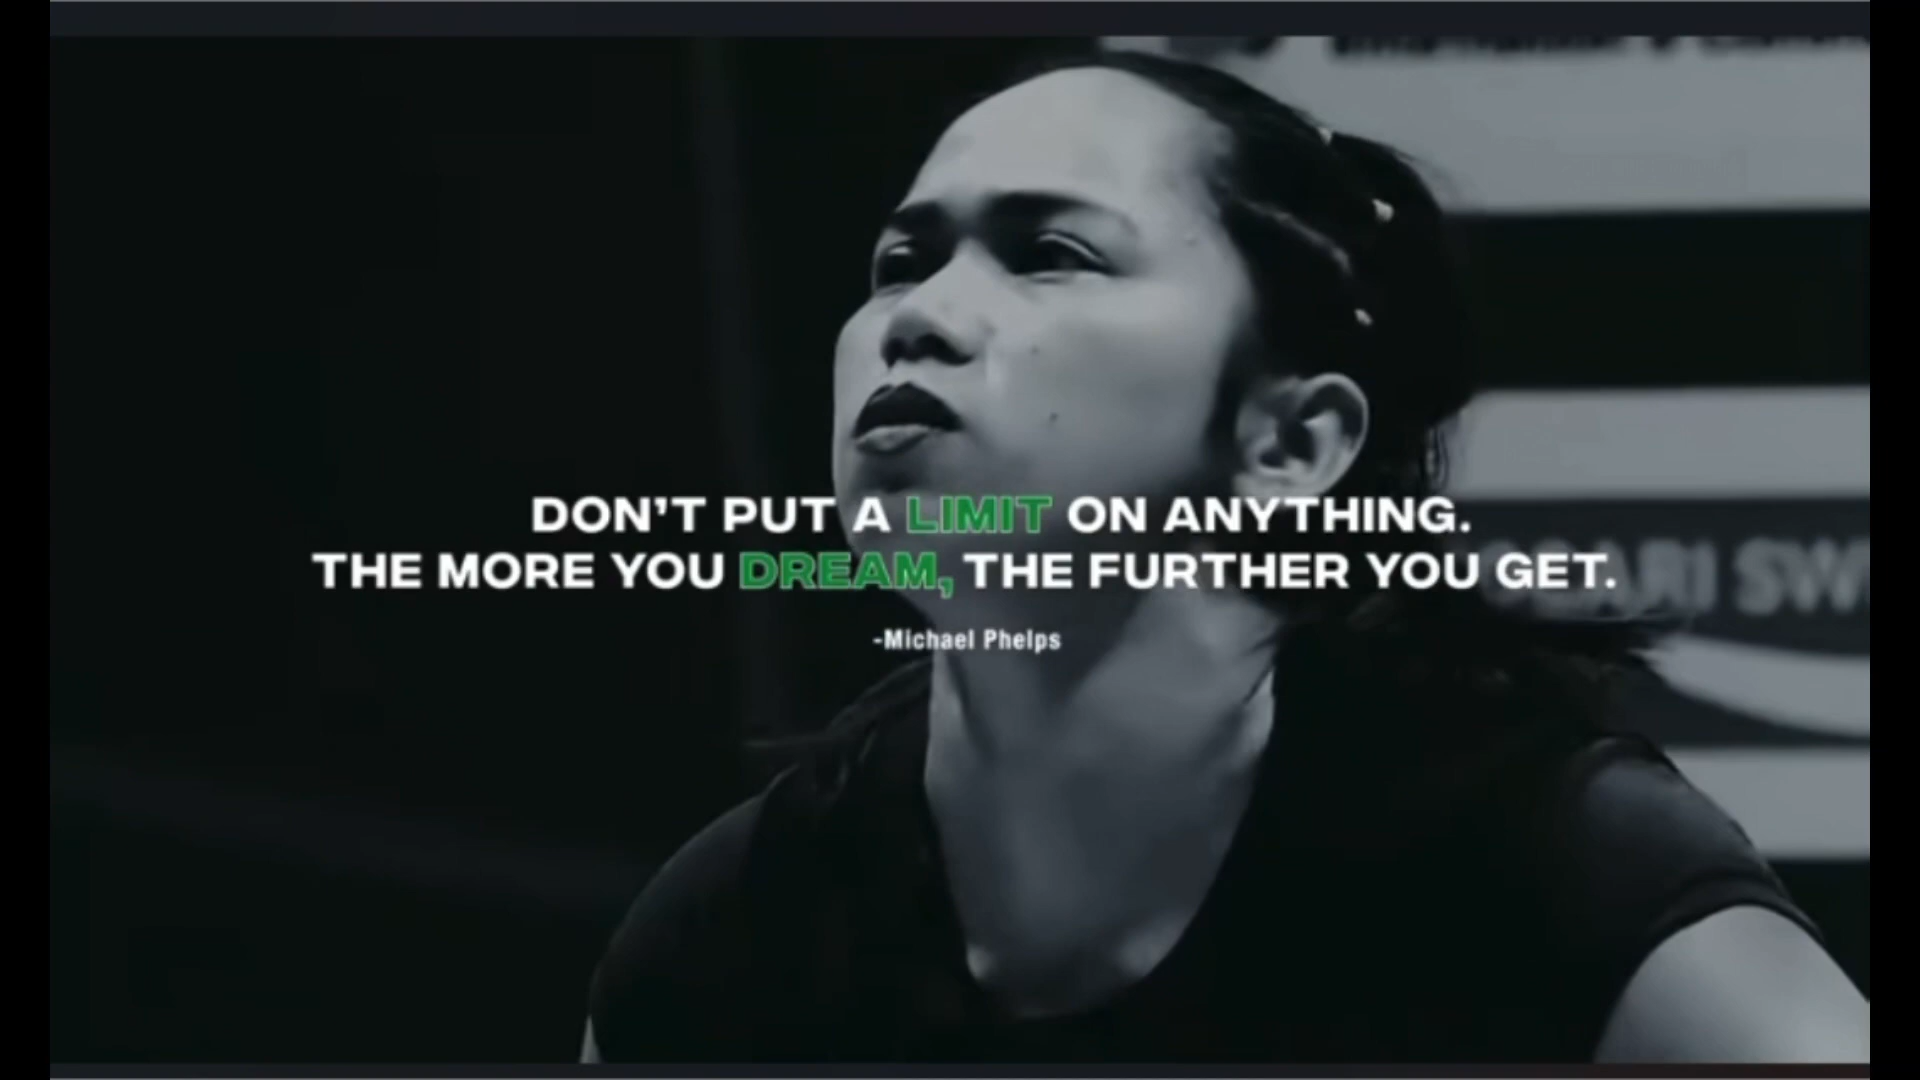 DON'T PUT A LIMIT ON ANYTHING.
THE MORE YOU DREAM, THE FURTHER YOU GET.
-Michael Phelps